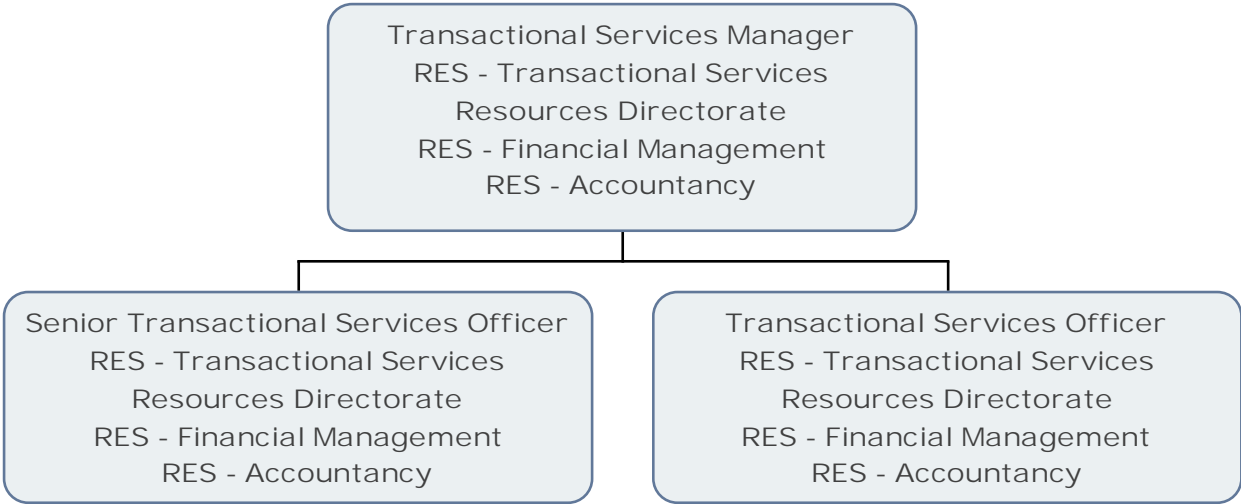 Transactional Services Manager
RES - Transactional Services
Resources Directorate
RES - Financial Management
RES - Accountancy
Senior Transactional Services Officer
RES - Transactional Services
Resources Directorate
RES - Financial Management
RES - Accountancy
Transactional Services Officer
RES - Transactional Services
Resources Directorate
RES - Financial Management
RES - Accountancy